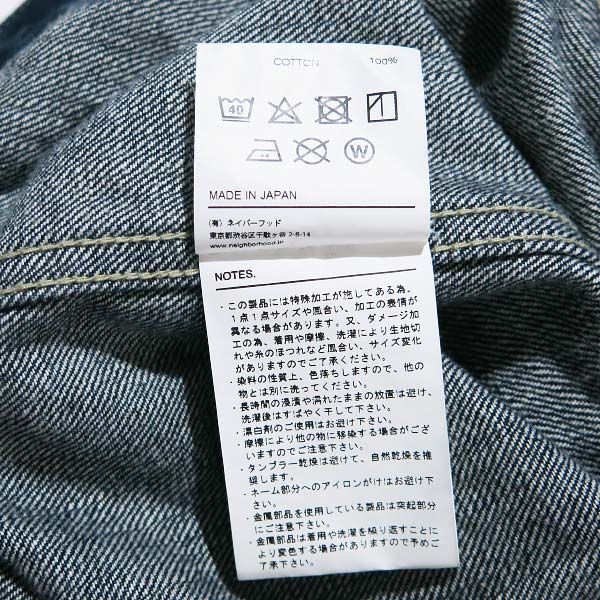 COTTON 100%
40
W
MADE IN JAPAN
(有) ネイバーフッド
東京都渋谷区千駄ヶ谷 2-8-14
www.neighborhood.jp
NOTES.
・この製品には特殊加工が施してある為、
1点1点サイズや風合い、加工の表情が
異なる場合があります。又、ダメージ加
工の為、着用や摩擦、洗濯により生地切
れや糸のほつれなど風合い、サイズ変化
がありますのでご了承ください。
・染料の性質上、色落ちしますので、他の
物とは別に洗ってください。
・長時間の浸漬や濡れたままの放置は避け、
洗濯後はすばやく干して下さい。
・漂白剤のご使用はお避け下さい。
・摩擦により他の物に移染する場合がござ
いますのでご注意下さい。
・タンブラー乾燥は避けて、自然乾燥を推
奨します。
・ネーム部分へのアイロンがけはお避け下
さい。
・金属部品を使用している製品は突起部分
にご注意下さい。
・金属部品は着用や洗濯を繰り返すことに
より変色する場合がありますので予めご
了承下さい。